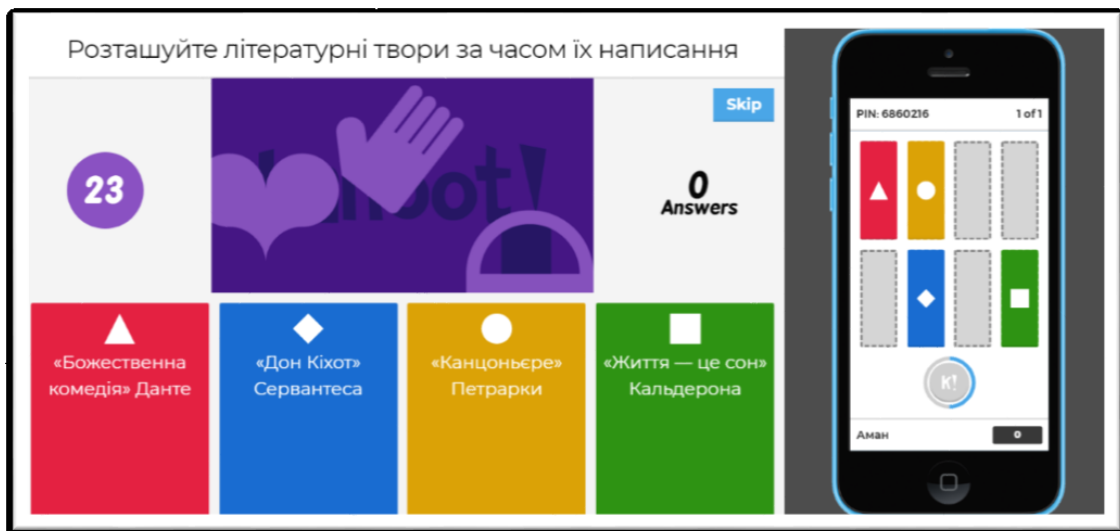 Розташуйте літературні твори за часом їх написання
23
Skip
0
Answers
«Божественна
комедія» Данте
«Дон Кіхот»
Сервантеса
«Канцоньєре»
Петрарки
«Життя — це сон»
Кальдерона
PIN: 6860216
1 of 1
K!
Аман
0